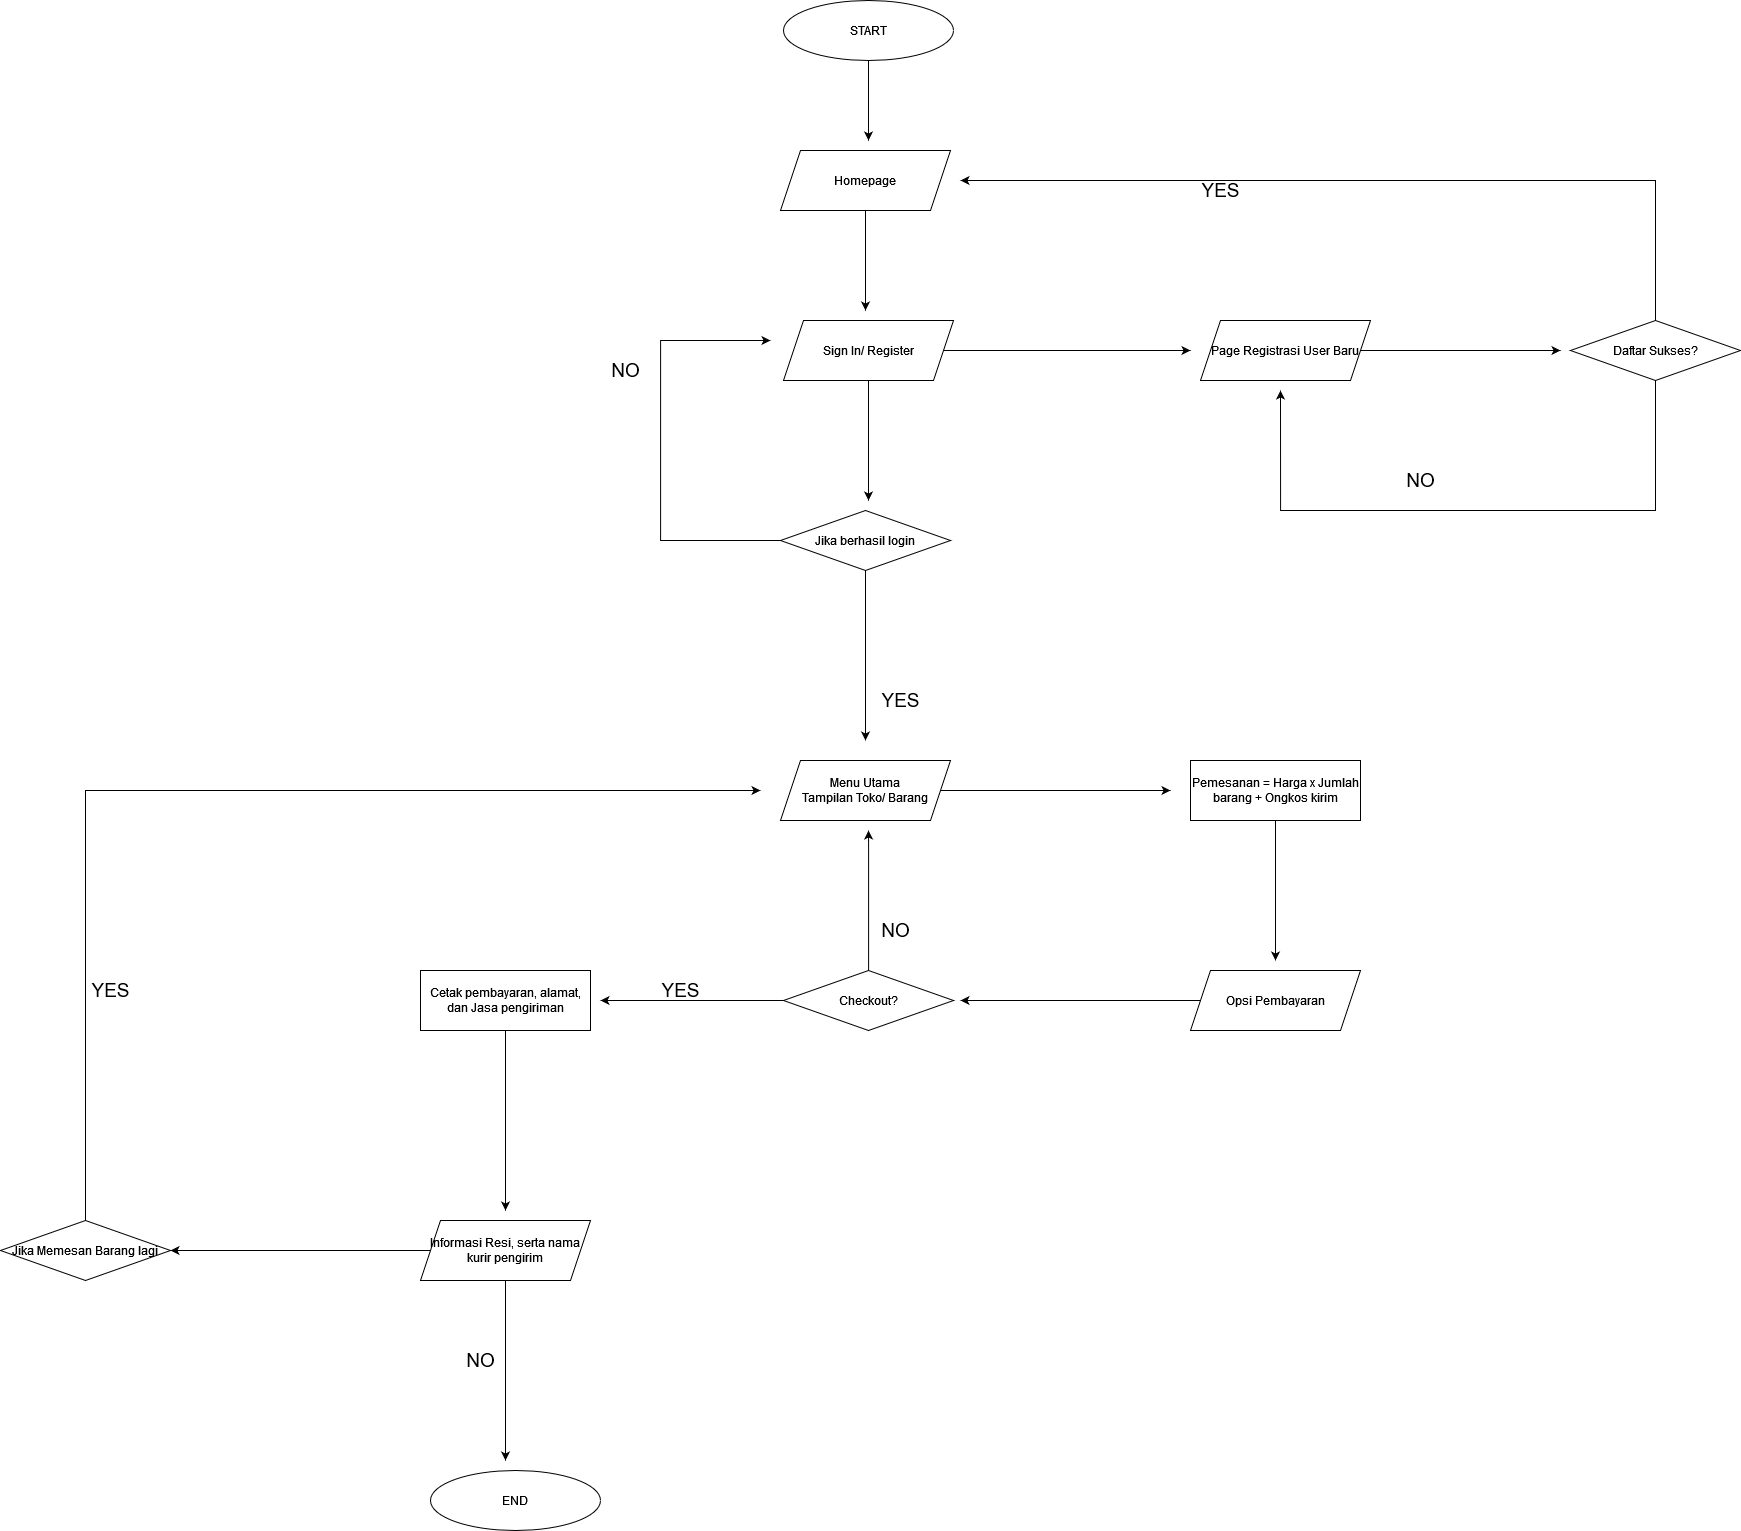 START
Homepage
YES
Sign In/ Register
Page Registrasi User Baru
Daftar Sukses?
NO
NO
Jika berhasil login
YES
Menu Utama
Tampilan Toko/ Barang
Pemesanan = Harga x Jumlah
barang + Ongkos kirim
NO
YES
Cetak pembayaran, alamat,
dan Jasa pengiriman
YES
Checkout?
Opsi Pembayaran
Jika Memesan Barang lagi
Informasi Resi, serta nama
kurir pengirim
NO
END